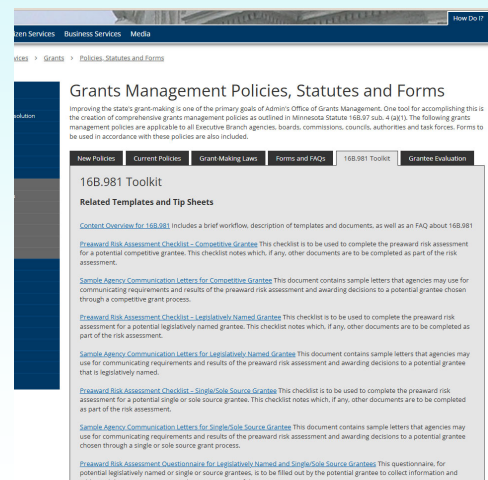 How Do I?
izen Services Business Services Media
vices > Grants > Policies, Statutes and Forms
solution
Grants Management Policies, Statutes and Forms
Improving the state's grant-making is one of the primary goals of Admin's Office of Grants Management. One tool for accomplishing this is
the creation of comprehensive grants management policies as outlined in Minnesota Statute 16B.97 sub. 4 (a)(1). The following grants
management policies are applicable to all Executive Branch agencies, boards, commissions, councils, authorities and task forces. Forms to
be used in accordance with these policies are also included.
New Policies Current Policies Grant-Making Laws Forms and FAQs 16B.981 Toolkit Grantee Evaluation
16B.981 Toolkit
Related Templates and Tip Sheets
Content Overview for 16B.981 Includes a brief workflow, description of templates and documents, as well as an FAQ about 16B.981
Preaward Risk Assessment Checklist – Competitive Grantee This checklist is to be used to complete the preaward risk assessment
for a potential competitive grantee. This checklist notes which, if any, other documents are to be completed as part of the risk
assessment.
Sample Agency Communication Letters for Competitive Grantee This document contains sample letters that agencies may use for
communicating requirements and results of the preaward risk assessment and awarding decisions to a potential grantee chosen
through a competitive grant process.
Preaward Risk Assessment Checklist – Legislatively Named Grantee This checklist is to be used to complete the preaward risk
assessment for a potential legislatively named grantee. This checklist notes which, if any, other documents are to be completed as
part of the risk assessment.
Sample Agency Communication Letters for Legislatively Named Grantee This document contains sample letters that agencies may
use for communicating requirements and results of the preaward risk assessment and awarding decisions to a potential grantee
that is legislatively named.
Preaward Risk Assessment Checklist – Single/Sole Source Grantee This checklist is to be used to complete the preaward risk
assessment for a potential single or sole source grantee. This checklist notes which, if any, other documents are to be completed
as part of the risk assessment.
Sample Agency Communication Letters for Single/Sole Source Grantee This document contains sample letters that agencies may
use for communicating requirements and results of the preaward risk assessment and awarding decisions to a potential grantee
chosen through a single or sole source grant process.
Preaward Risk Assessment Questionnaire for Legislatively Named and Single/Sole Source Grantees This questionnaire, for
potential legislatively named or single or source grantees, is to be filled out by the potential grantee to collect information and